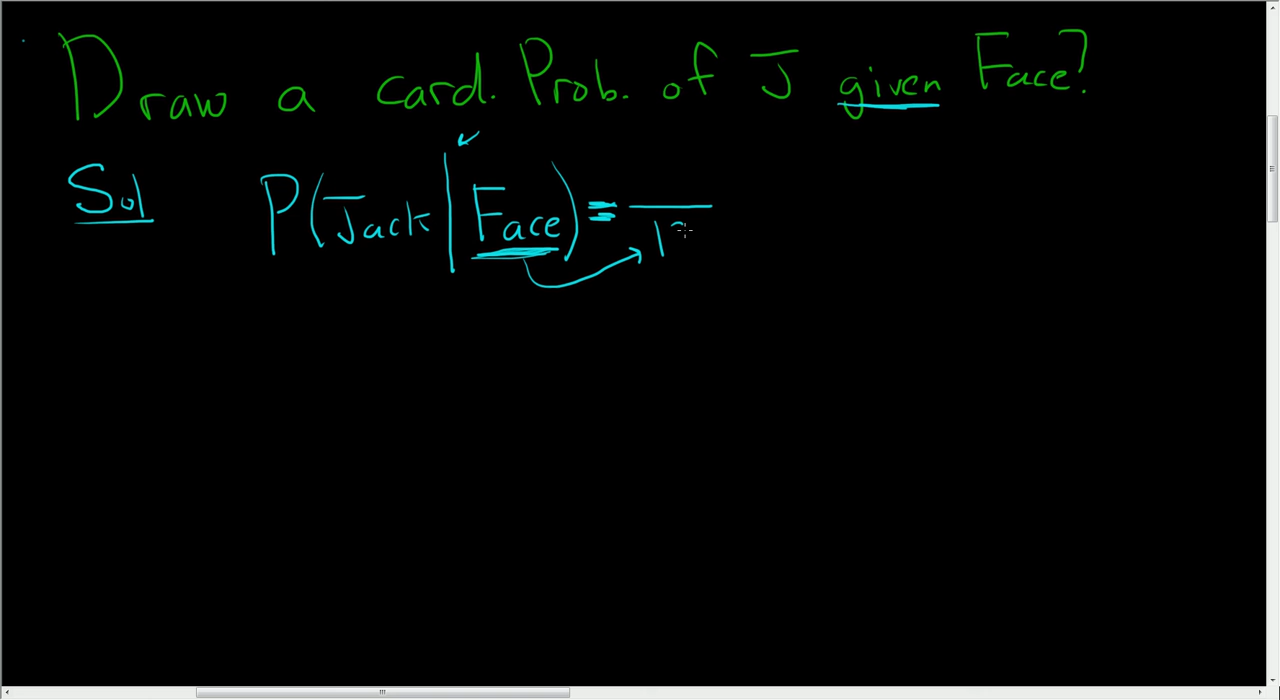 Draw a card. Prob. of J given Face?
Sol P(Jack | Face) =